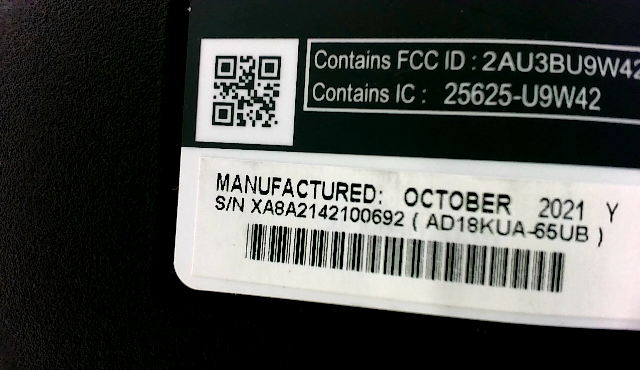 Contains FCC ID : 2AU3BU9W42
Contains IC : 25625-U9W42
MANUFACTURED: OCTOBER 2021 Y
S/N XA8A2142100692 ( AD18KUA-65UB )